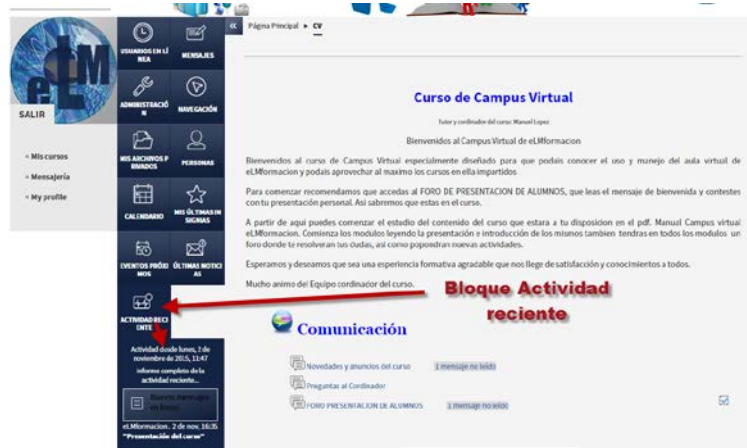 eLM
SALIR
Mis cursos
Mensajería
My profile
USUARIOS EN LÍ
NEA
MENSAJES
ADMINISTRACIÓ
N
NAVEGACIÓN
MIS ARCHIVOS P
RIVADOS
PERSONAS
CALENDARIO
MIS ÚLTIMAS IN
SIGNIAS
EVENTOS PRÓXI
MOS
ÚLTIMAS NOTICI
AS
ACTIVIDAD RECI
ENTE
Actividad desde lunes, 2 de
noviembre de 2015, 11:47
Informe completo de la
actividad reciente...
Nuevos mensajes
en foros:
eLMformacion. 2 de nov, 16:35
"Presentación del curso"
« Página Principal ► CV
Curso de Campus Virtual
Tutor y cordinador del curso: Manuel Lopez
Bienvenidos al Campus Virtual de eLMformacion
Bienvenidos al curso de Campus Virtual especialmente diseñado para que podais conocer el uso y manejo del aula virtual de
eLMformacion y podais aprovechar al maximo los cursos en ella impartidos
Para comenzar recomendamos que accedas al FORO DE PRESENTACION DE ALUMNOS, que leas el mensaje de bienvenida y contestes
con tu presentación personal. Asi sabremos que estas en el curso.
A partir de aqui puedes comenzar el estudio del contenido del curso que estara a tu disposicion en el pdf. Manual Campus virtual
eLMformacion. Comienza los modulos leyendo la presentación e introducción de los mismos tambien tendras en todos los modulos un
foro donde te resolveran tus dudas, asi como popondran nuevas actividades.
Esperamos y deseamos que sea una experiencia formativa agradable que nos llege de satisfacción y conocimientos a todos.
Mucho animo del Equipo cordinador del curso.
Bloque Actividad
reciente
Comunicación
Novedades y anuncios del curso 1 mensaje no leído
Preguntas al Cordinador
FORO PRESENTACION DE ALUMNOS 1 mensaje no leído